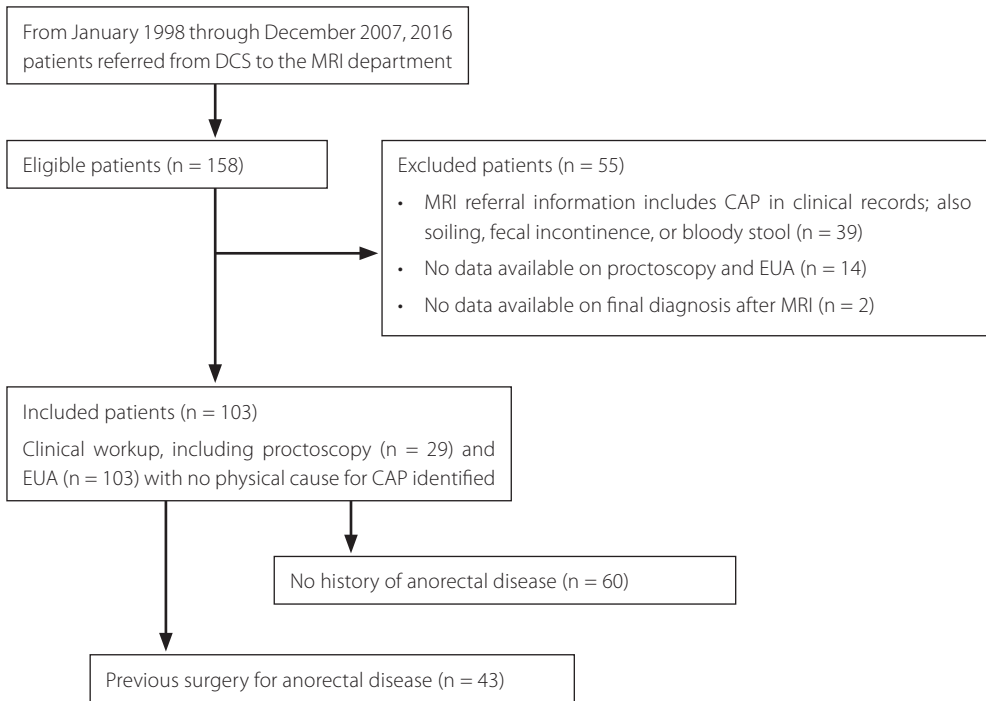 From January 1998 through December 2007, 2016
patients referred from DCS to the MRI department
Eligible patients (n = 158)
Excluded patients (n = 55)
• MRI referral information includes CAP in clinical records; also
soiling, fecal incontinence, or bloody stool (n = 39)
• No data available on proctoscopy and EUA (n = 14)
• No data available on final diagnosis after MRI (n = 2)
Included patients (n = 103)
Clinical workup, including proctoscopy (n = 29) and
EUA (n = 103) with no physical cause for CAP identified
No history of anorectal disease (n = 60)
Previous surgery for anorectal disease (n = 43)